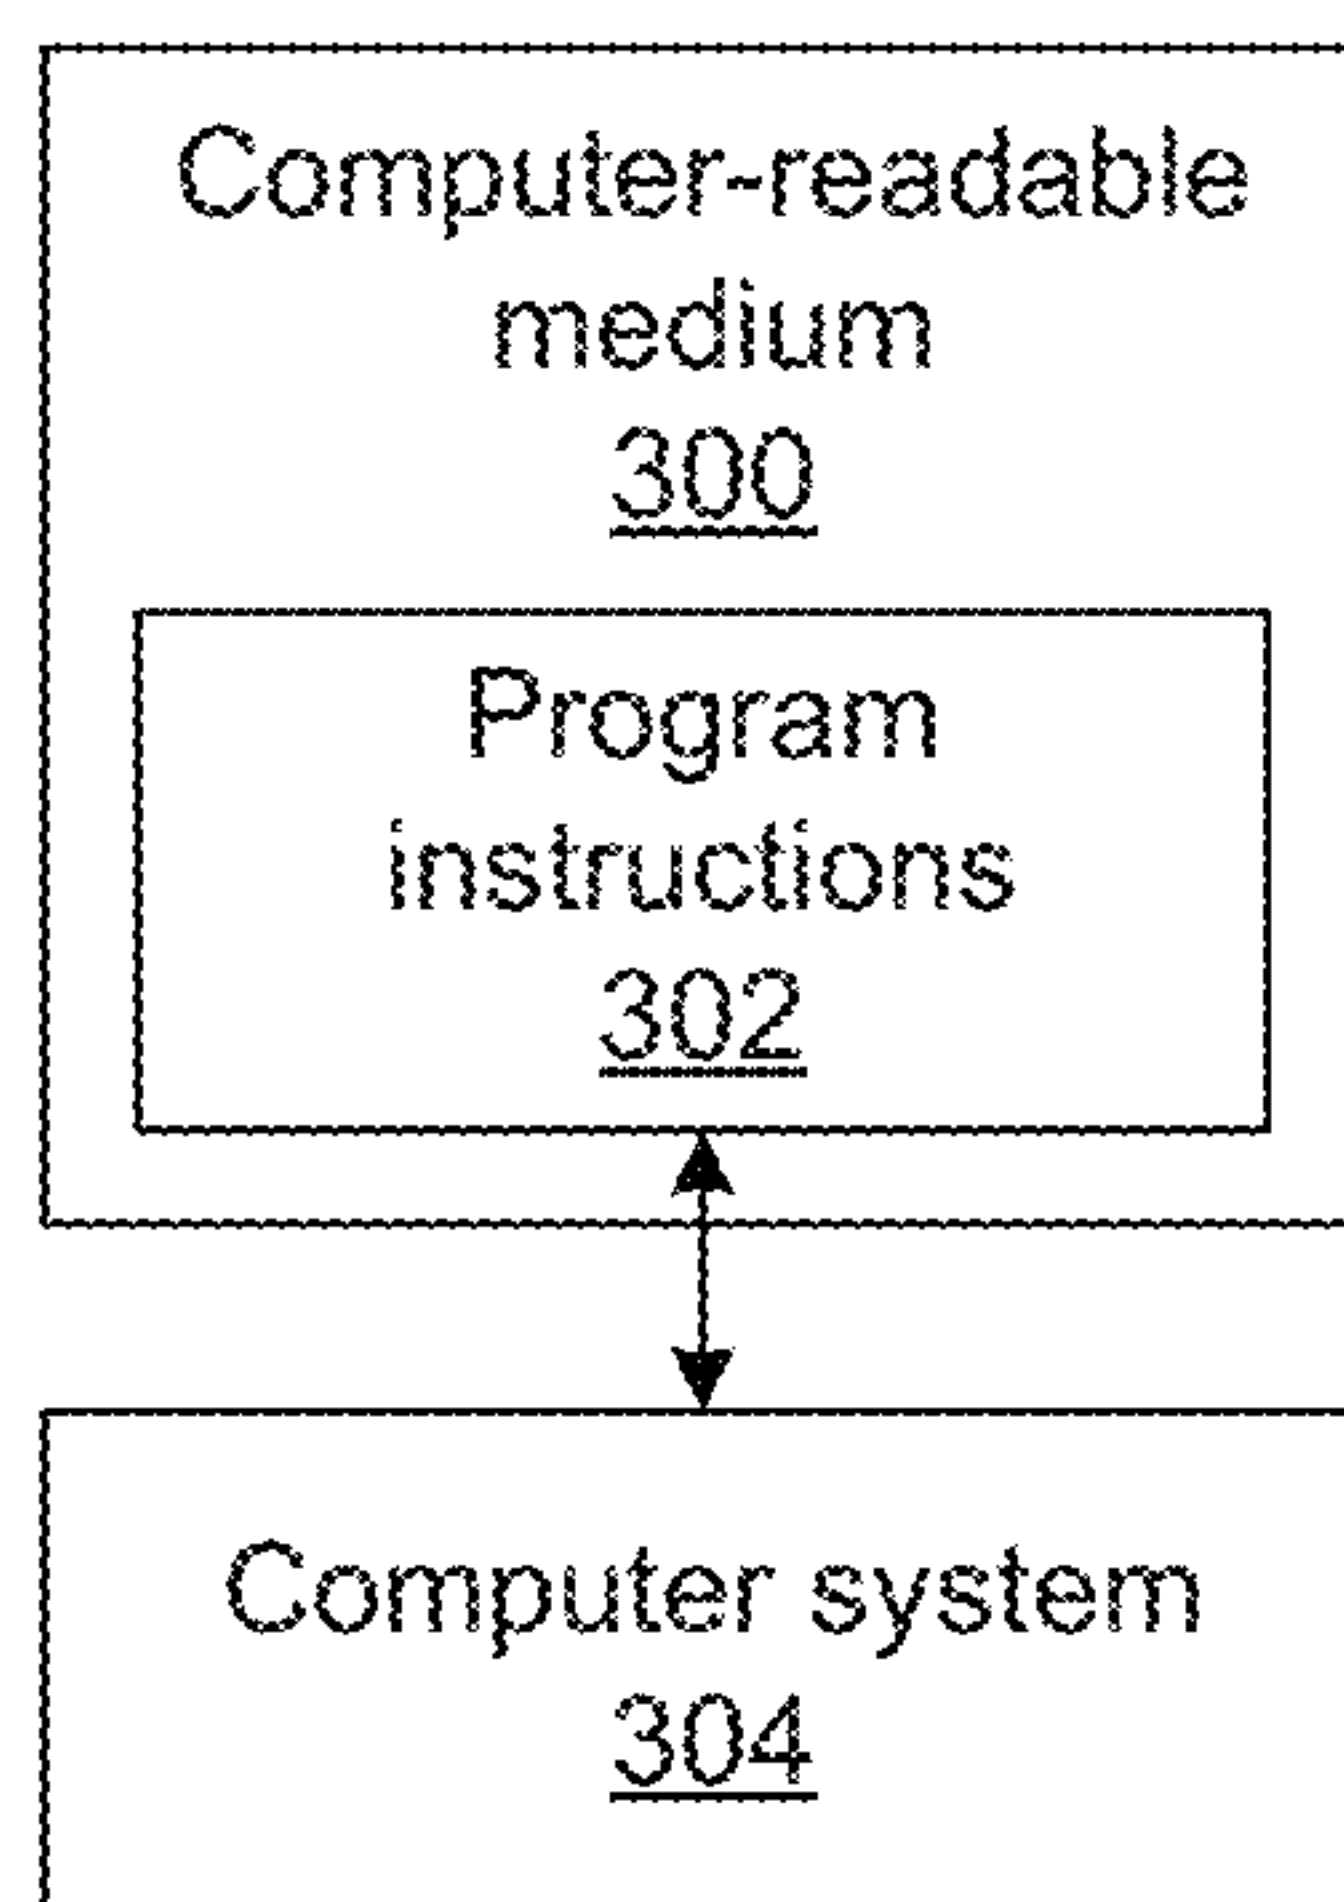 Computer-readable
medium
300
Program
instructions
302
Computer system
304